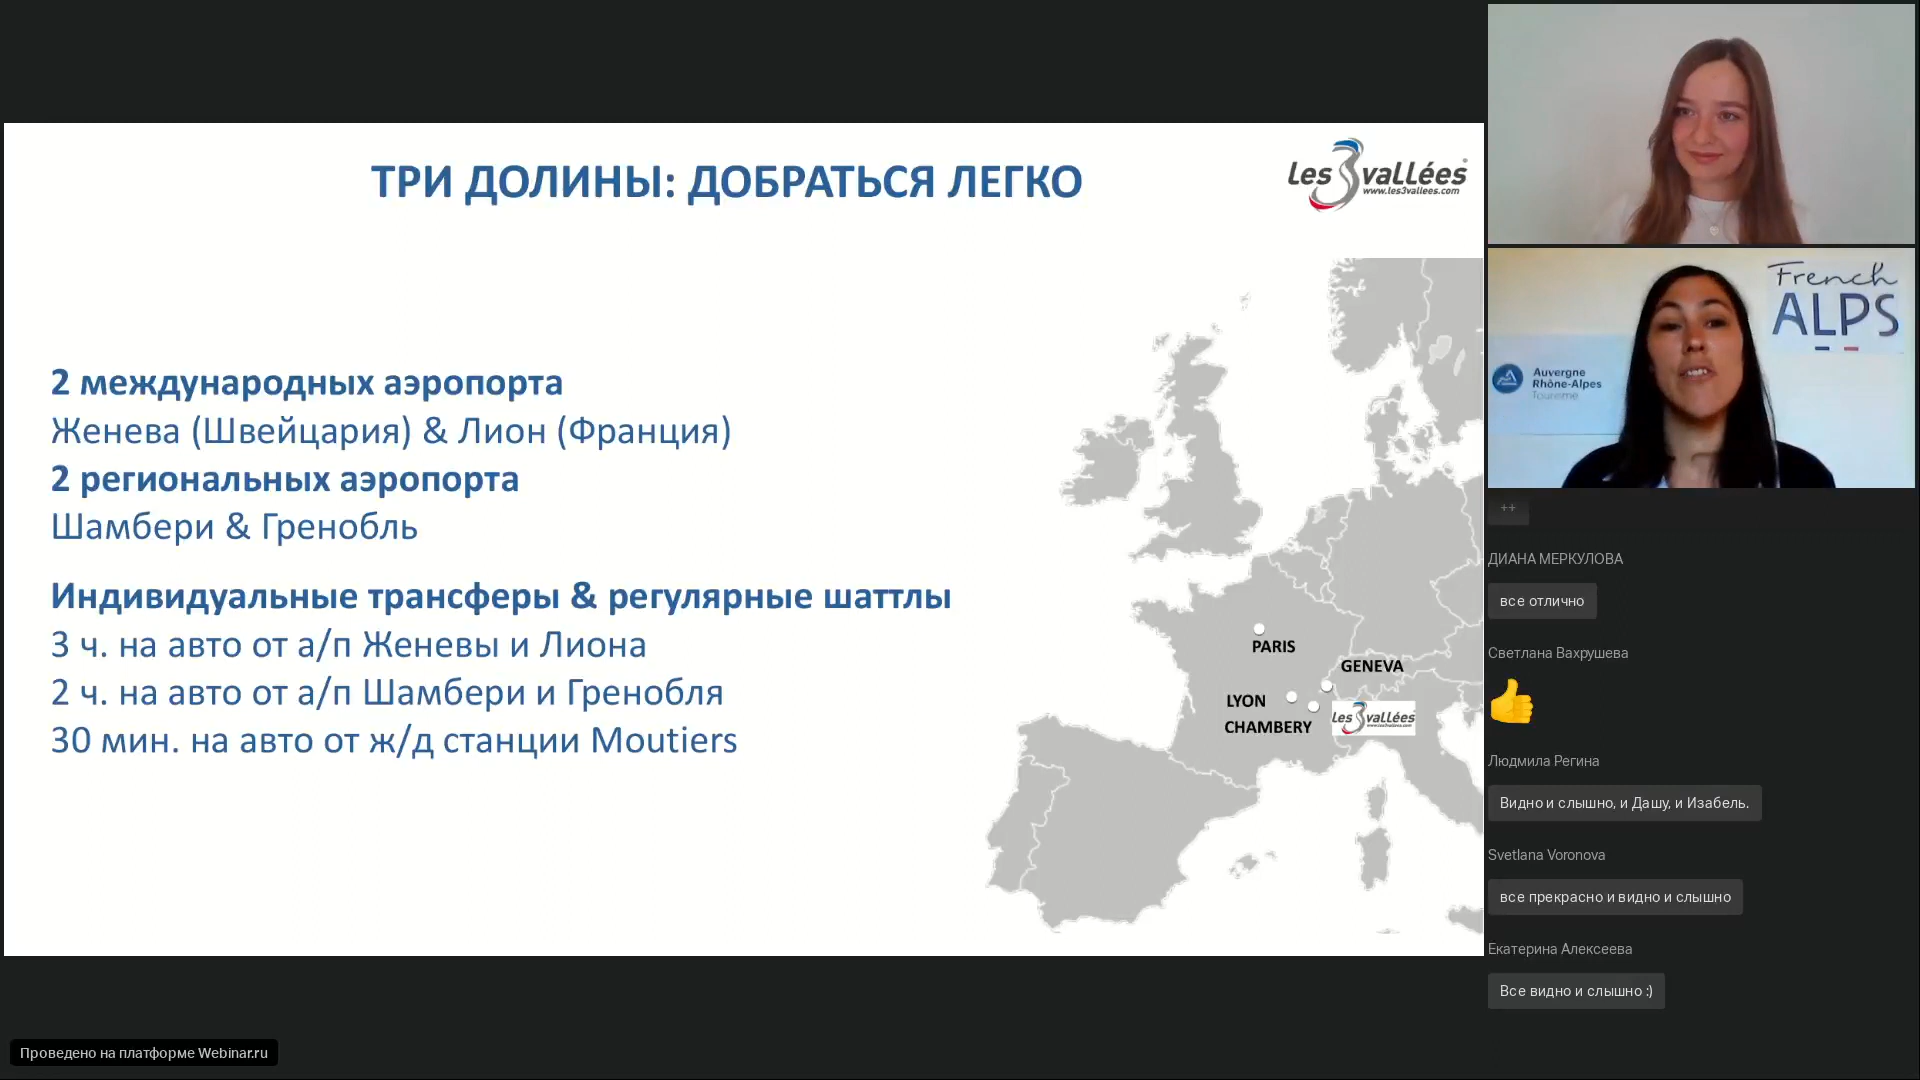 ТРИ ДОЛИНЫ: ДОБРАТЬСЯ ЛЕГКО
Les 3 vallées
www.les3vallees.com
2 международных аэропорта
Женева (Швейцария) & Лион (Франция)
2 региональных аэропорта
Шамбери & Гренобль
Индивидуальные трансферы & регулярные шаттлы
3 ч. на авто от а/п Женевы и Лиона
2 ч. на авто от а/п Шамбери и Гренобля
30 мин. на авто от ж/д станции Moutiers
PARIS
GENEVA
LYON
CHAMBERY
Les 3 vallées
French
ALPS
Auvergne
Rhône-Alpes
Tourisme
++
ДИАНА МЕРКУЛОВА
все отлично
Светлана Вахрушева
Людмила Регина
Видно и слышно, и Дашу, и Изабель.
Svetlana Voronova
все прекрасно и видно и слышно
Екатерина Алексеева
Все видно и слышно :)
Проведено на платформе Webinar.ru